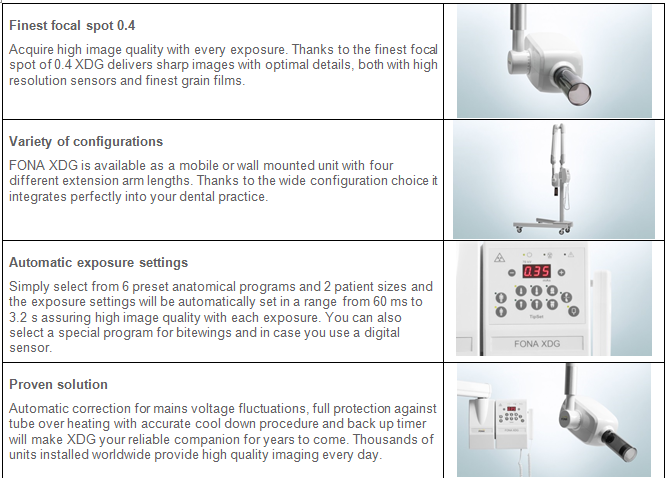 Finest focal spot 0.4
Acquire high image quality with every exposure. Thanks to the finest focal
spot of 0.4 XDG delivers sharp images with optimal details, both with high
resolution sensors and finest grain films.
Variety of configurations
FONA XDG is available as a mobile or wall mounted unit with four
different extension arm lengths. Thanks to the wide configuration choice it
integrates perfectly into your dental practice.
Automatic exposure settings
Simply select from 6 preset anatomical programs and 2 patient sizes and
the exposure settings will be automatically set in a range from 60 ms to
3.2 s assuring high image quality with each exposure. You can also
select a special program for bitewings and in case you use a digital
sensor.
0.35
FONA XDG
Proven solution
Automatic correction for mains voltage fluctuations, full protection against
tube over heating with accurate cool down procedure and back up timer
will make XDG your reliable companion for years to come. Thousands of
units installed worldwide provide high quality imaging every day.